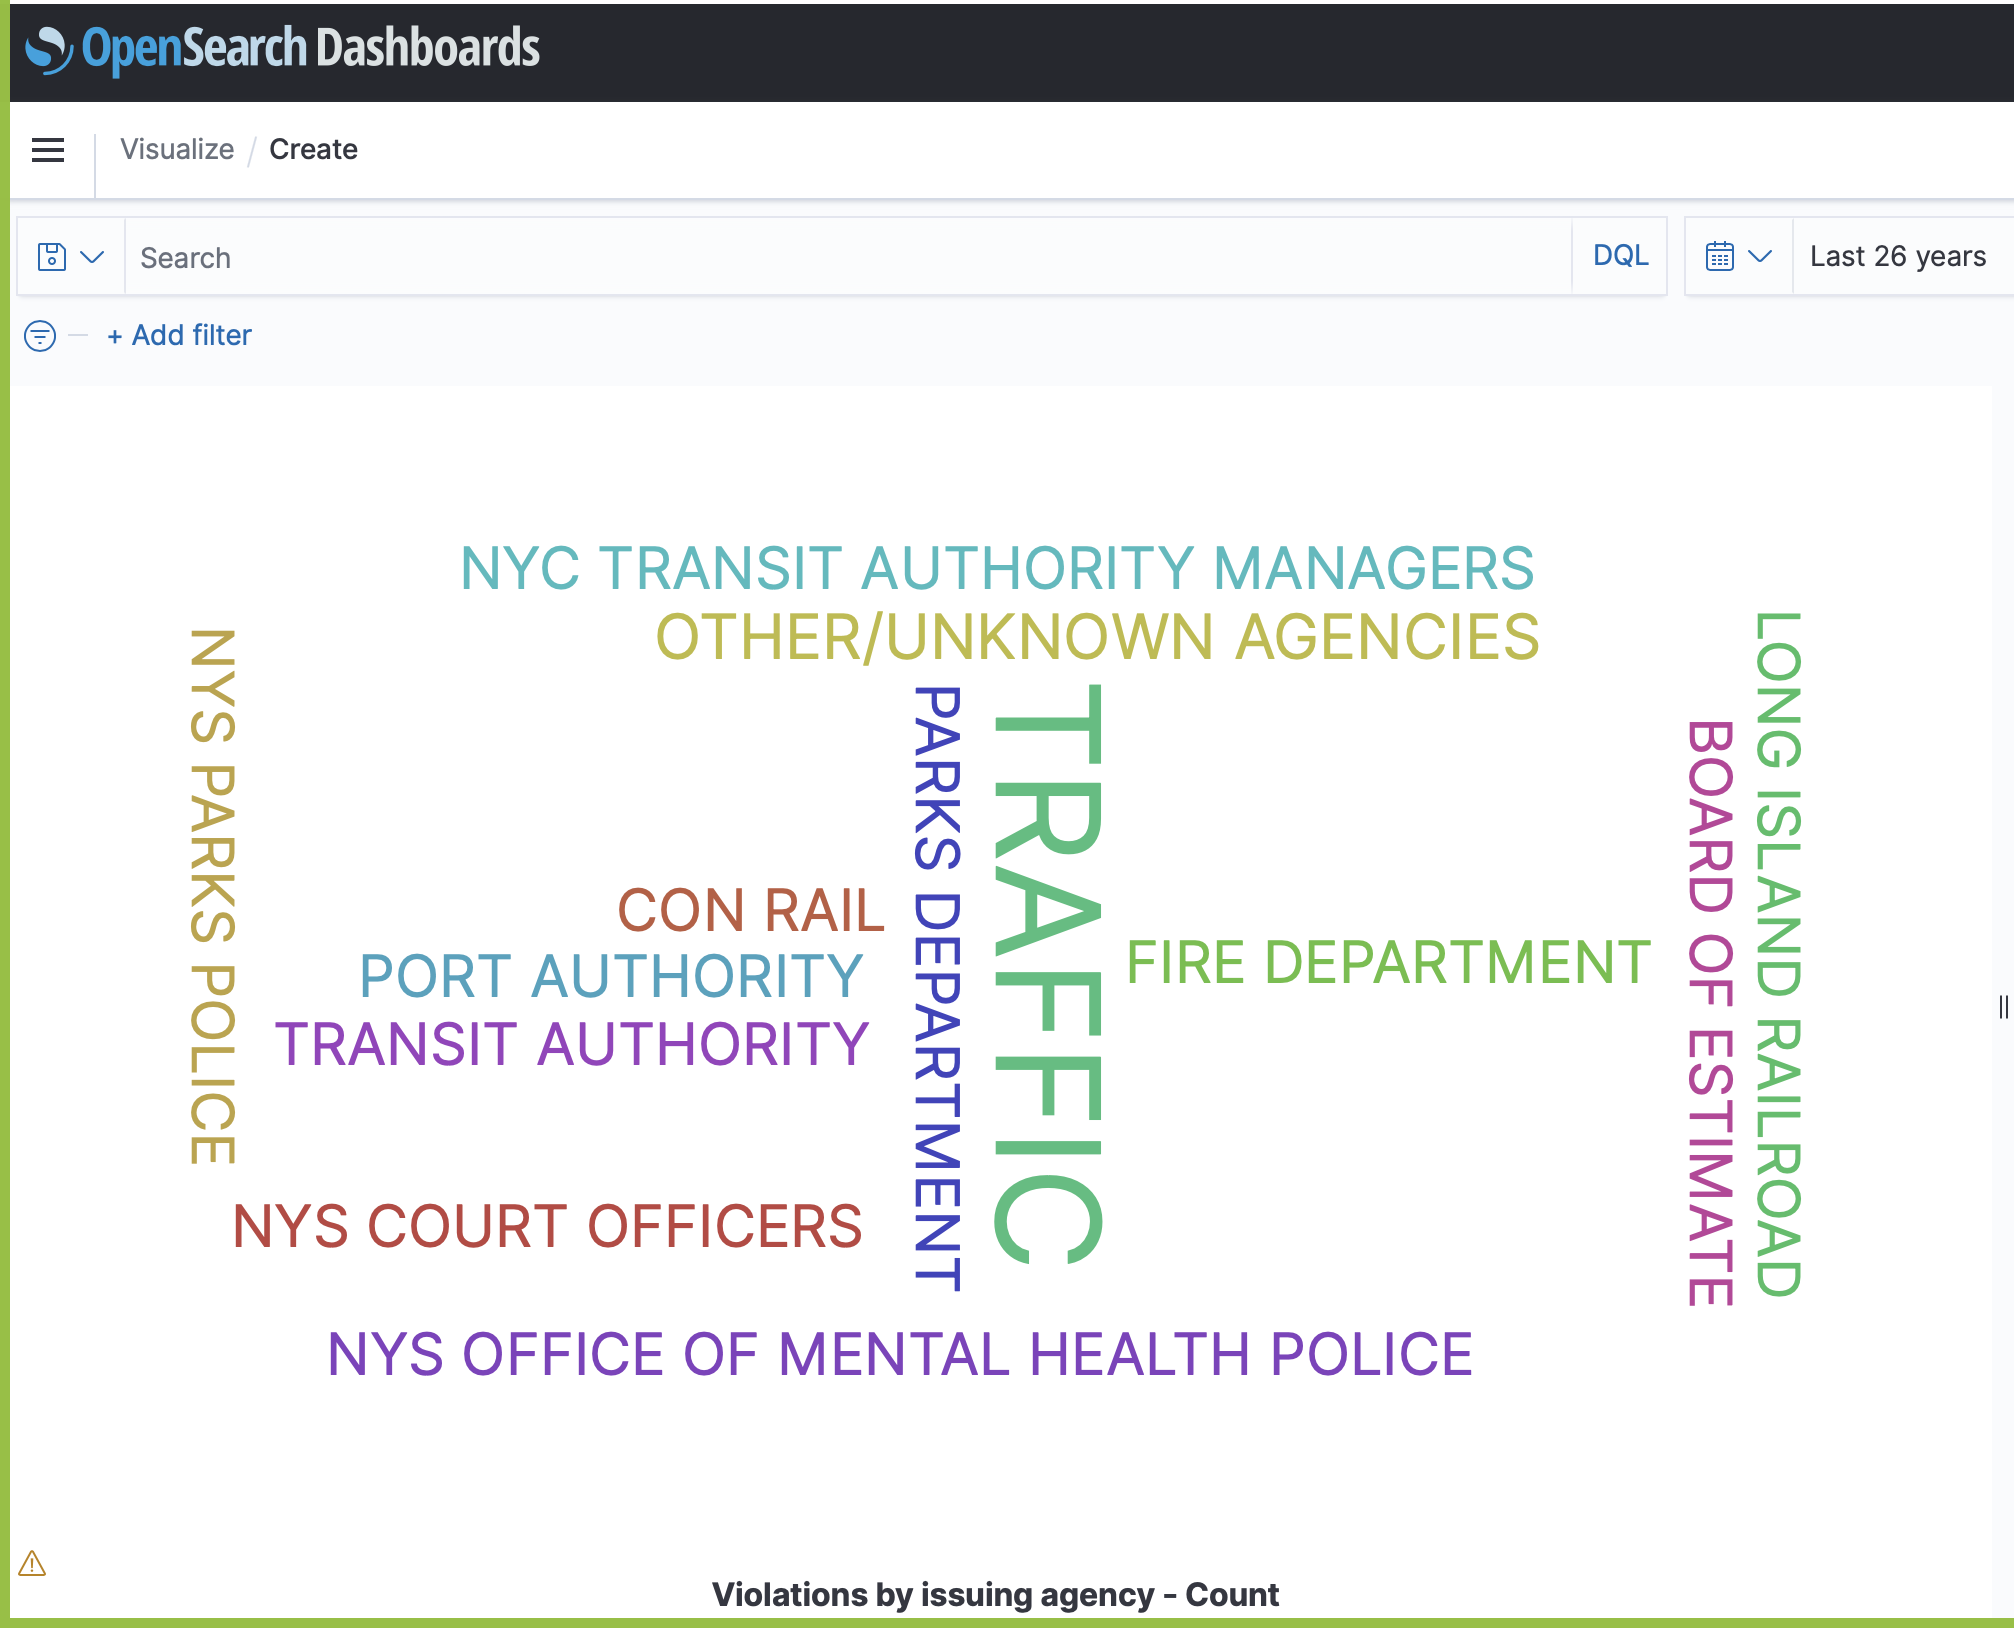 OpenSearch Dashboards
Visualize / Create
Search
DQL
Last 26 years
+ Add filter
NYC TRANSIT AUTHORITY MANAGERS
OTHER/UNKNOWN AGENCIES
NYS PARKS POLICE
PARKS DEPARTMENT
TRAFFIC
BOARD OF ESTIMATE
LONG ISLAND RAILROAD
CON RAIL
FIRE DEPARTMENT
PORT AUTHORITY
TRANSIT AUTHORITY
NYS COURT OFFICERS
NYS OFFICE OF MENTAL HEALTH POLICE
Violations by issuing agency - Count